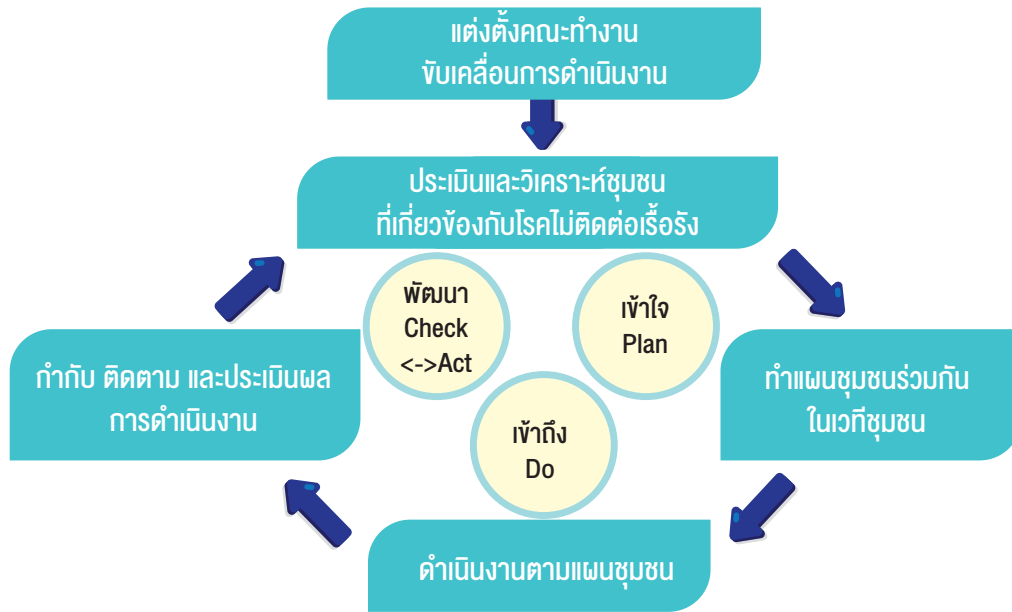 แต่งตั้งคณะทำงาน
ขับเคลื่อนการดำเนินงาน
ประเมินและวิเคราะห์ชุมชน
ที่เกี่ยวข้องกับโรคไม่ติดต่อเรื้อรัง
พัฒนา
Check
<->Act
เข้าใจ
Plan
กำกับ ติดตาม และประเมินผล
การดำเนินงาน
ทำแผนชุมชนร่วมกัน
ในเวทีชุมชน
เข้าถึง
Do
ดำเนินงานตามแผนชุมชน